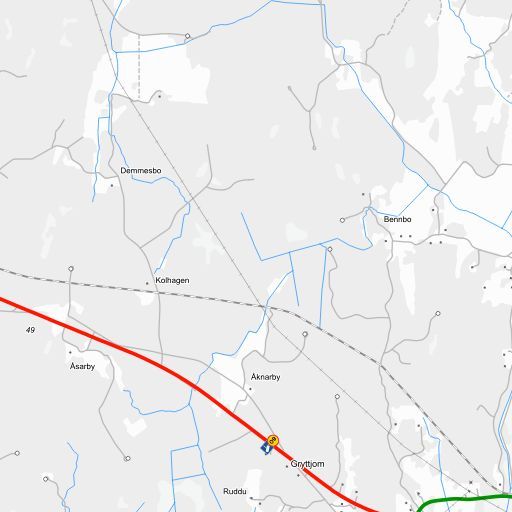 Demmesbo
Bennbo
Kolhagen
49
Åsarby
Åknarby
Gryttjom
Ruddu